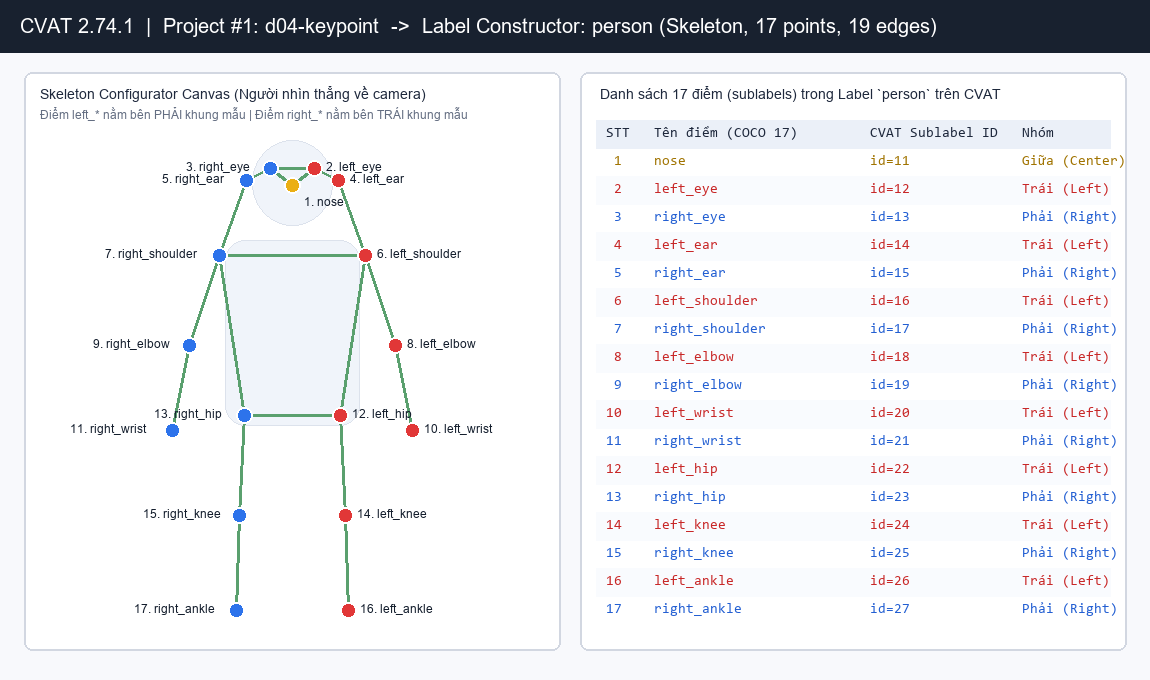 CVAT 2.74.1 | Project #1: d04-keypoint -> Label Constructor: person (Skeleton, 17 points, 19 edges)
Skeleton Configurator Canvas (Người nhìn thẳng về camera)
Điểm left_* nằm bên PHẢI khung mẫu | Điểm right_* nằm bên TRÁI khung mẫu
3. right_eye
2. left_eye
5. right_ear
4. left_ear
1. nose
7. right_shoulder
6. left_shoulder
9. right_elbow
8. left_elbow
13. right_hip
12. left_hip
11. right_wrist
10. left_wrist
15. right_knee
14. left_knee
17. right_ankle
16. left_ankle
Danh sách 17 điểm (sublabels) trong Label `person` trên CVAT
STT Tên điểm (COCO 17) CVAT Sublabel ID Nhóm
1 nose id=11 Giữa (Center)
2 left_eye id=12 Trái (Left)
3 right_eye id=13 Phải (Right)
4 left_ear id=14 Trái (Left)
5 right_ear id=15 Phải (Right)
6 left_shoulder id=16 Trái (Left)
7 right_shoulder id=17 Phải (Right)
8 left_elbow id=18 Trái (Left)
9 right_elbow id=19 Phải (Right)
10 left_wrist id=20 Trái (Left)
11 right_wrist id=21 Phải (Right)
12 left_hip id=22 Trái (Left)
13 right_hip id=23 Phải (Right)
14 left_knee id=24 Trái (Left)
15 right_knee id=25 Phải (Right)
16 left_ankle id=26 Trái (Left)
17 right_ankle id=27 Phải (Right)